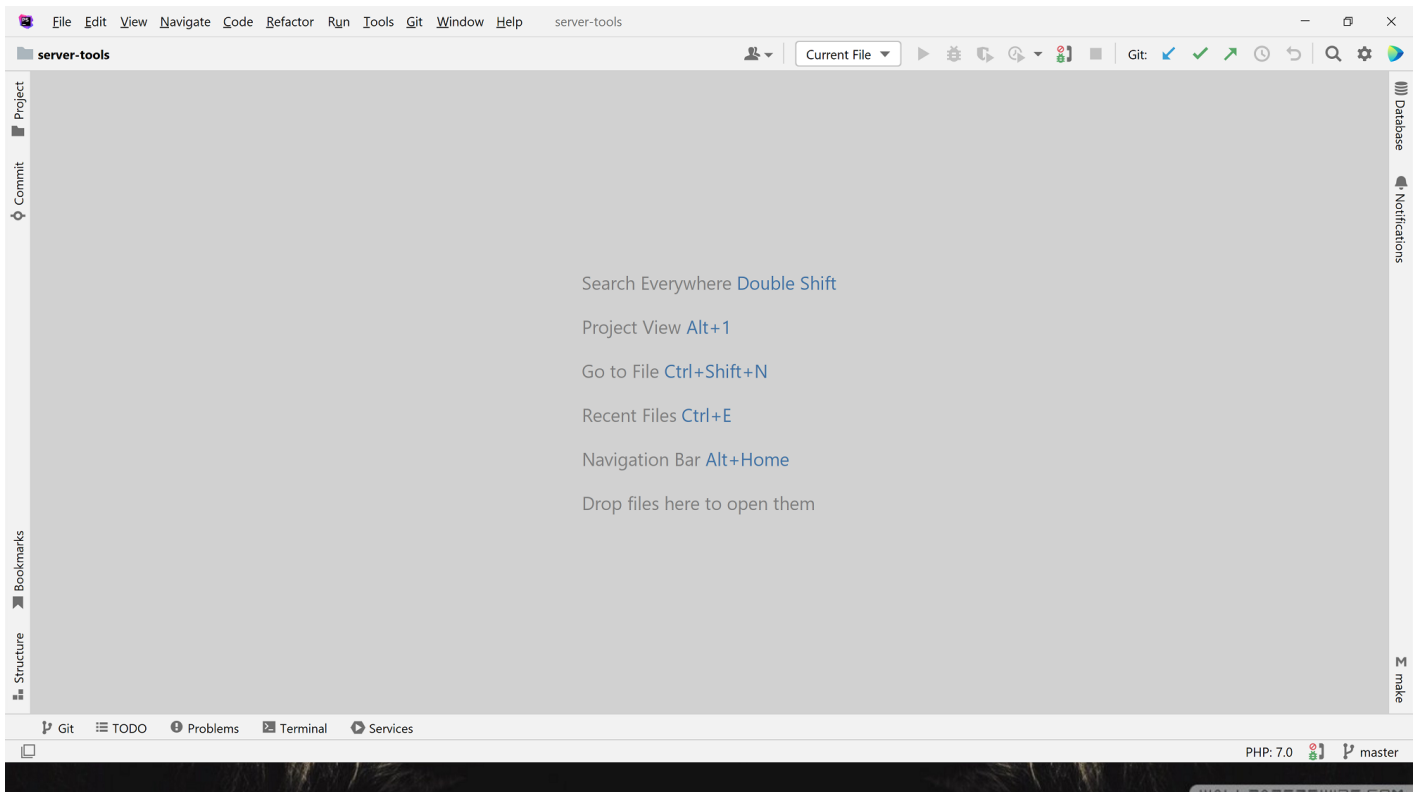 File Edit View Navigate Code Refactor Run Tools Git Window Help server-tools
server-tools
Current File
Git:
Project
Commit
Bookmarks
Structure
Database
Notifications
make
Search Everywhere Double Shift
Project View Alt+1
Go to File Ctrl+Shift+N
Recent Files Ctrl+E
Navigation Bar Alt+Home
Drop files here to open them
Git TODO Problems Terminal Services
PHP: 7.0 master